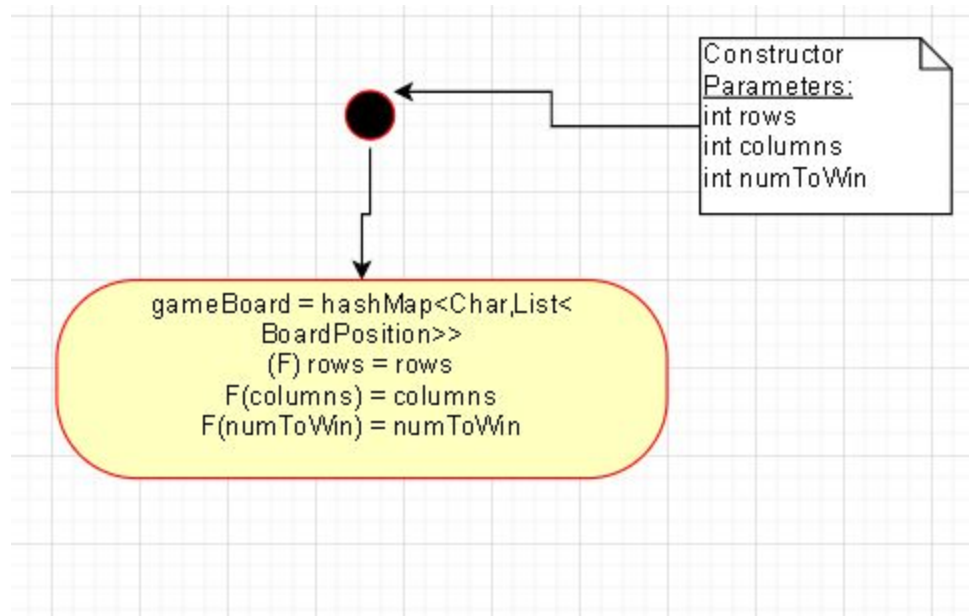 Constructor
Parameters:
int rows
int columns
int numToWin
gameBoard = hashMap<Char,List<
BoardPosition>>
(F) rows = rows
F(columns) = columns
F(numToWin) = numToWin